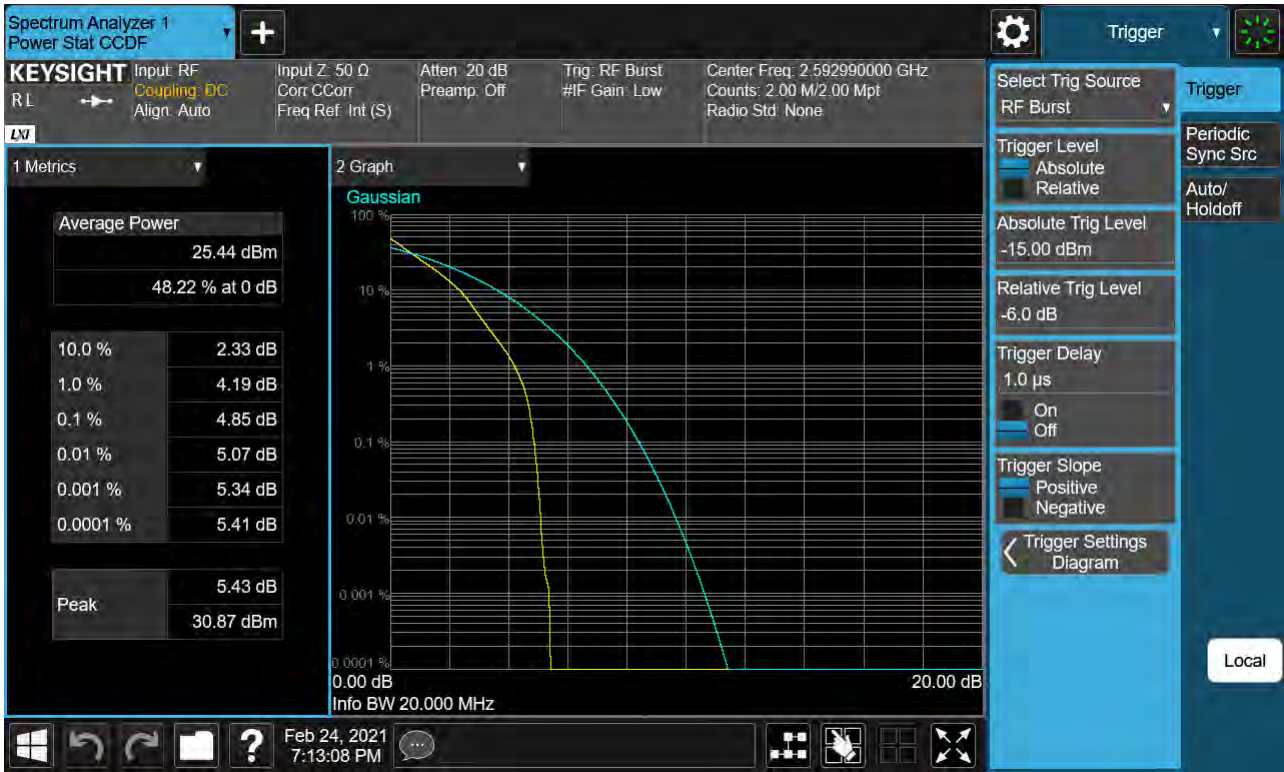 Spectrum Analyzer 1
Power Stat CCDF
Trigger
KEYSIGHT
RL
LXI
Input: RF
Coupling: DC
Align: Auto
Input Z: 50 Ω
Corr CCorr
Freq Ref: Int (S)
Atten: 20 dB
Preamp: Off
Trig: RF Burst
#IF Gain: Low
Center Freq: 2.592990000 GHz
Counts: 2.00 M/2.00 Mpt
Radio Std: None
1 Metrics
Average Power
25.44 dBm
48.22 % at 0 dB
10.0 % 2.33 dB
1.0 % 4.19 dB
0.1 % 4.85 dB
0.01 % 5.07 dB
0.001 % 5.34 dB
0.0001 % 5.41 dB
Peak
5.43 dB
30.87 dBm
2 Graph
Gaussian
100 %
10 %
1 %
0.1 %
0.01 %
0.001 %
0.0001 %
0.00 dB 20.00 dB
Info BW 20.000 MHz
Select Trig Source
RF Burst
Trigger Level
Absolute
Relative
Absolute Trig Level
-15.00 dBm
Relative Trig Level
-6.0 dB
Trigger Delay
1.0 µs
On
Off
Trigger Slope
Positive
Negative
Trigger Settings
Diagram
Trigger
Periodic
Sync Src
Auto/
Holdoff
Local
?
Feb 24, 2021
7:13:08 PM